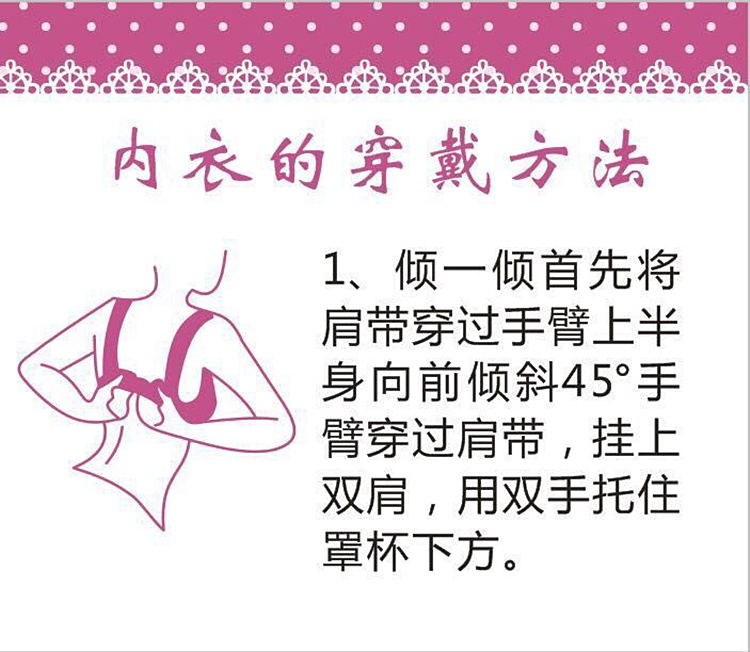 内衣的穿戴方法
1、倾一倾首先将
肩带穿过手臂上半
身向前倾斜45°手
臂穿过肩带，挂上
双肩，用双手托住
罩杯下方。